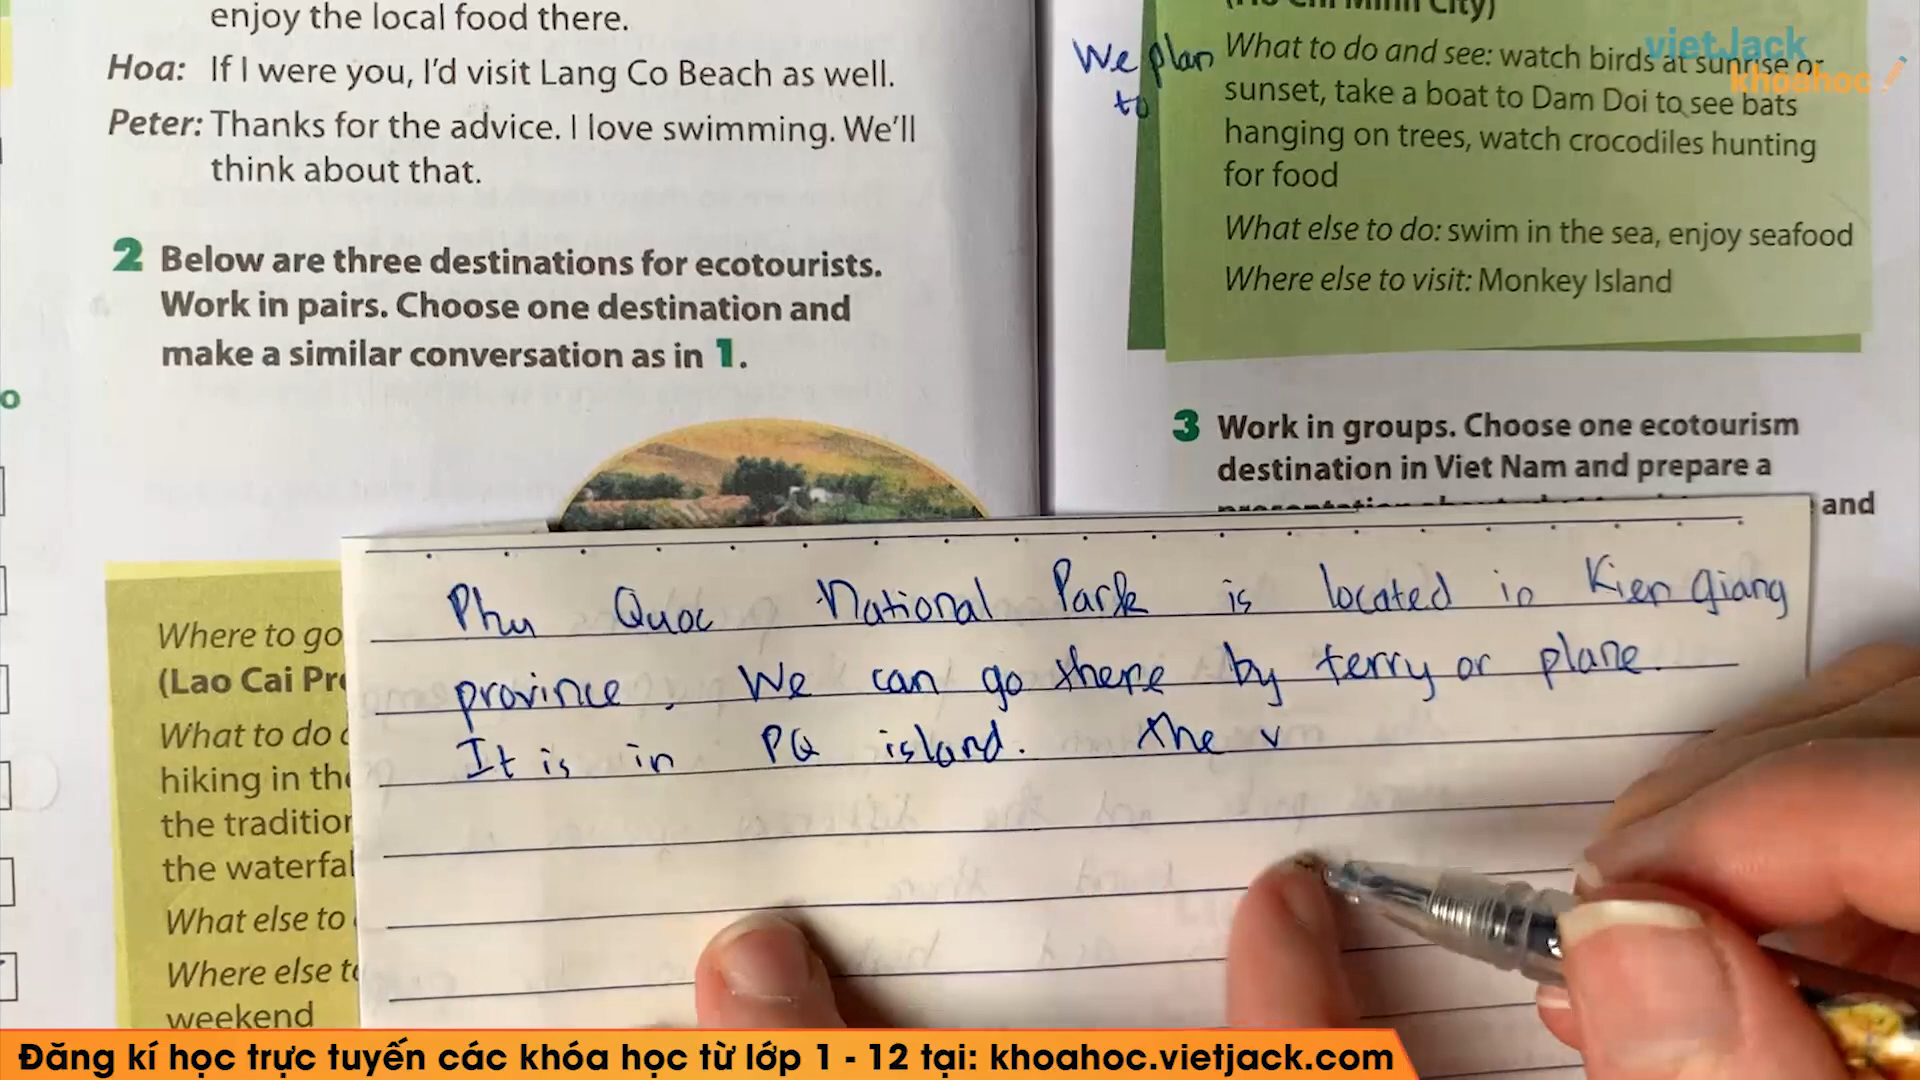 enjoy the local food there.
Hoa: If I were you, I'd visit Lang Co Beach as well.
Peter: Thanks for the advice. I love swimming. We'll
think about that.
2 Below are three destinations for ecotourists.
Work in pairs. Choose one destination and
make a similar conversation as in 1.
Where to go
(Lao Cai Pr
What to do
hiking in the
the tradition
the waterfal
What else to
Where else to
weekend
We plan
to
vietJack
khoahoc
What to do and see: watch birds at sunrise or
sunset, take a boat to Dam Doi to see bats
hanging on trees, watch crocodiles hunting
for food
What else to do: swim in the sea, enjoy seafood
Where else to visit: Monkey Island
3 Work in groups. Choose one ecotourism
destination in Viet Nam and prepare a
and
Phu Quoc National Park is located in Kien Giang
province. We can go there by ferry or plane.
It is in PQ island. The v
Đăng kí học trực tuyến các khóa học từ lớp 1 - 12 tại: khoahoc.vietjack.com